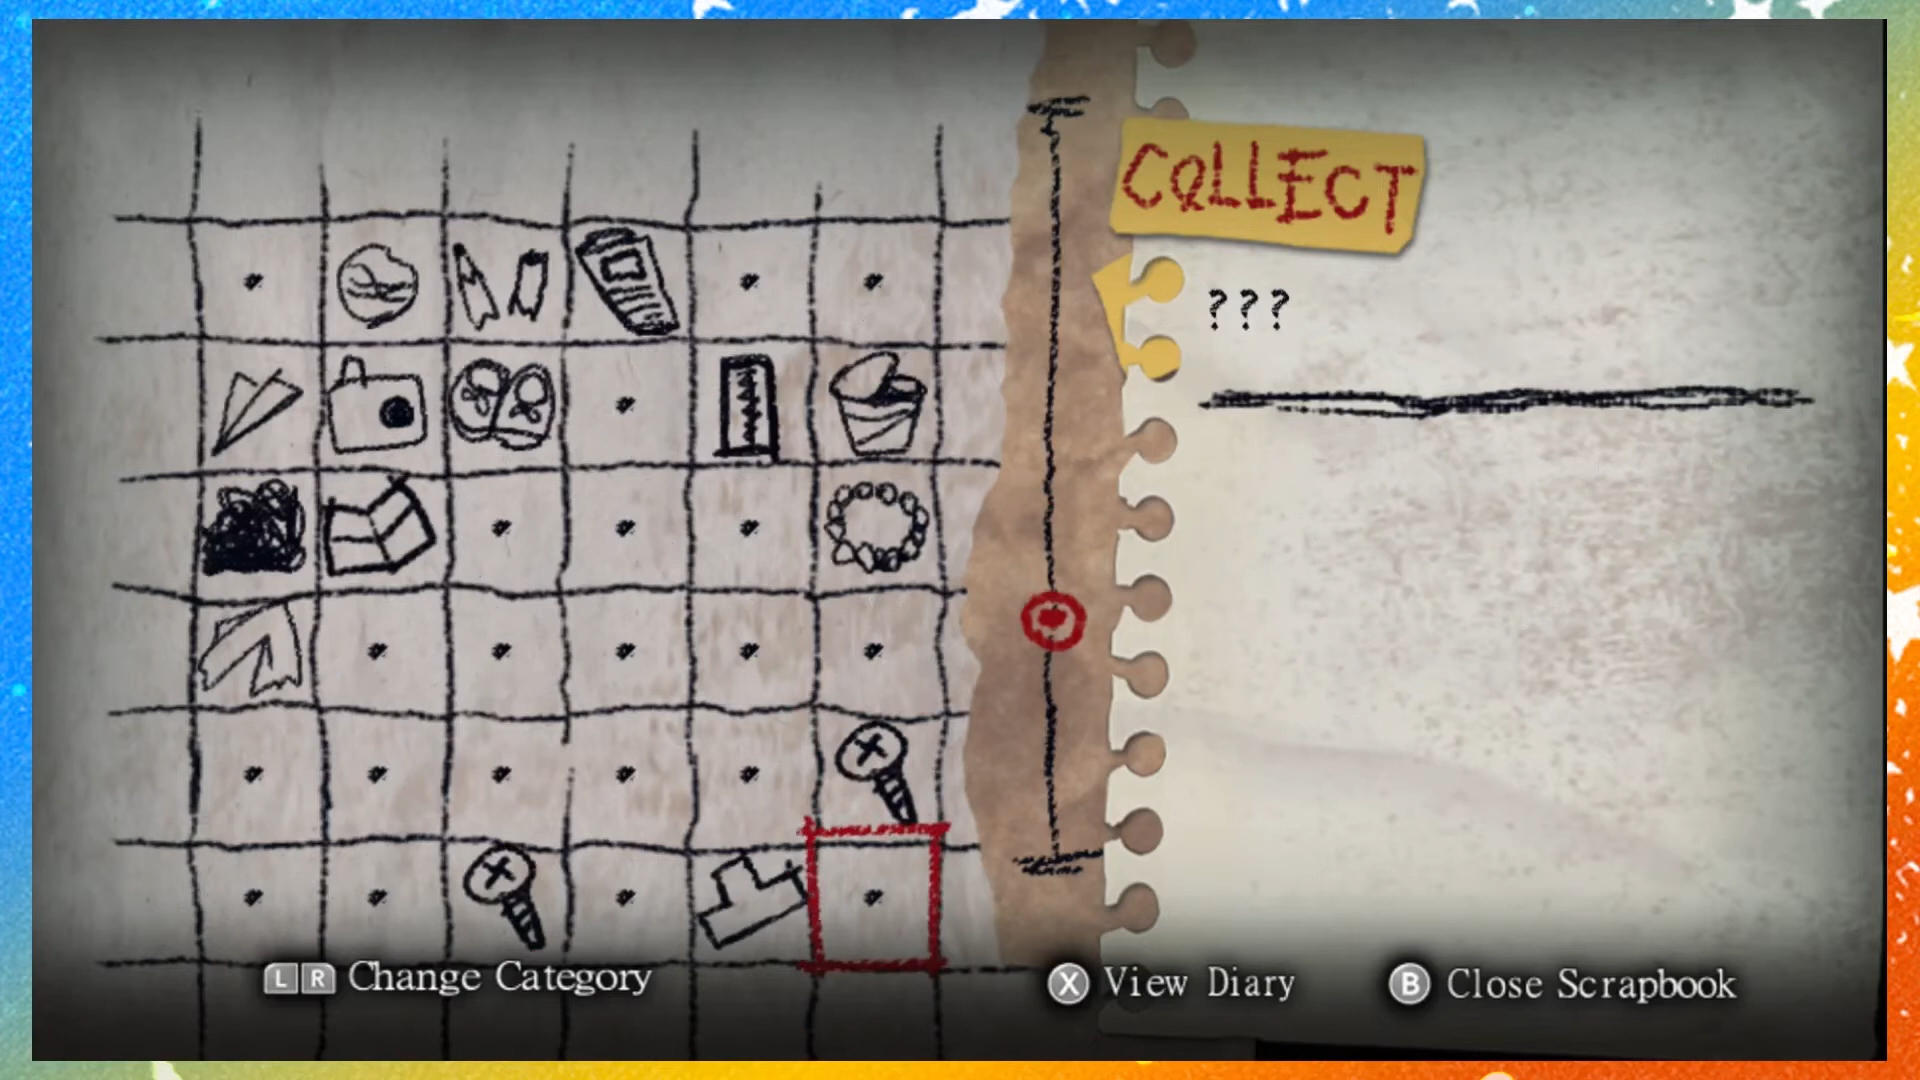 COLLECT
???
L R Change Category
X View Diary
B Close Scrapbook